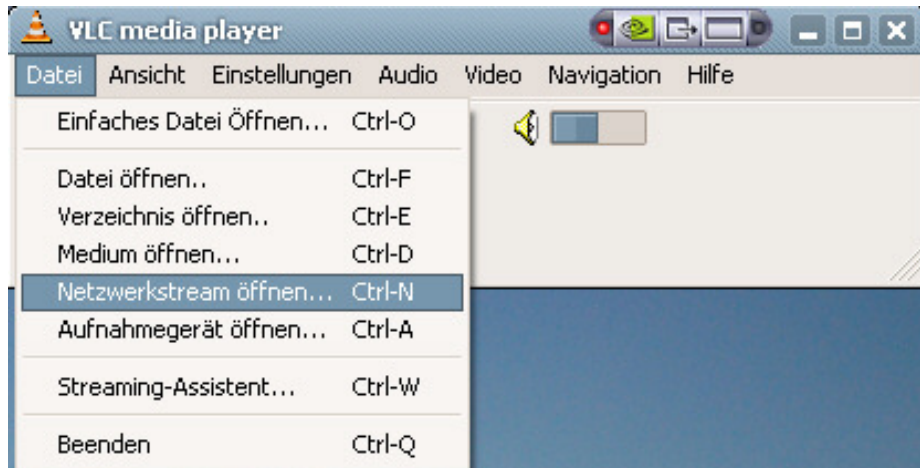 VLC media player
Datei Ansicht Einstellungen Audio Video Navigation Hilfe
Einfaches Datei Öffnen... Ctrl-O
Datei öffnen.. Ctrl-F
Verzeichnis öffnen.. Ctrl-E
Medium öffnen... Ctrl-D
Netzwerkstream öffnen... Ctrl-N
Aufnahmegerät öffnen... Ctrl-A
Streaming-Assistent... Ctrl-W
Beenden Ctrl-Q